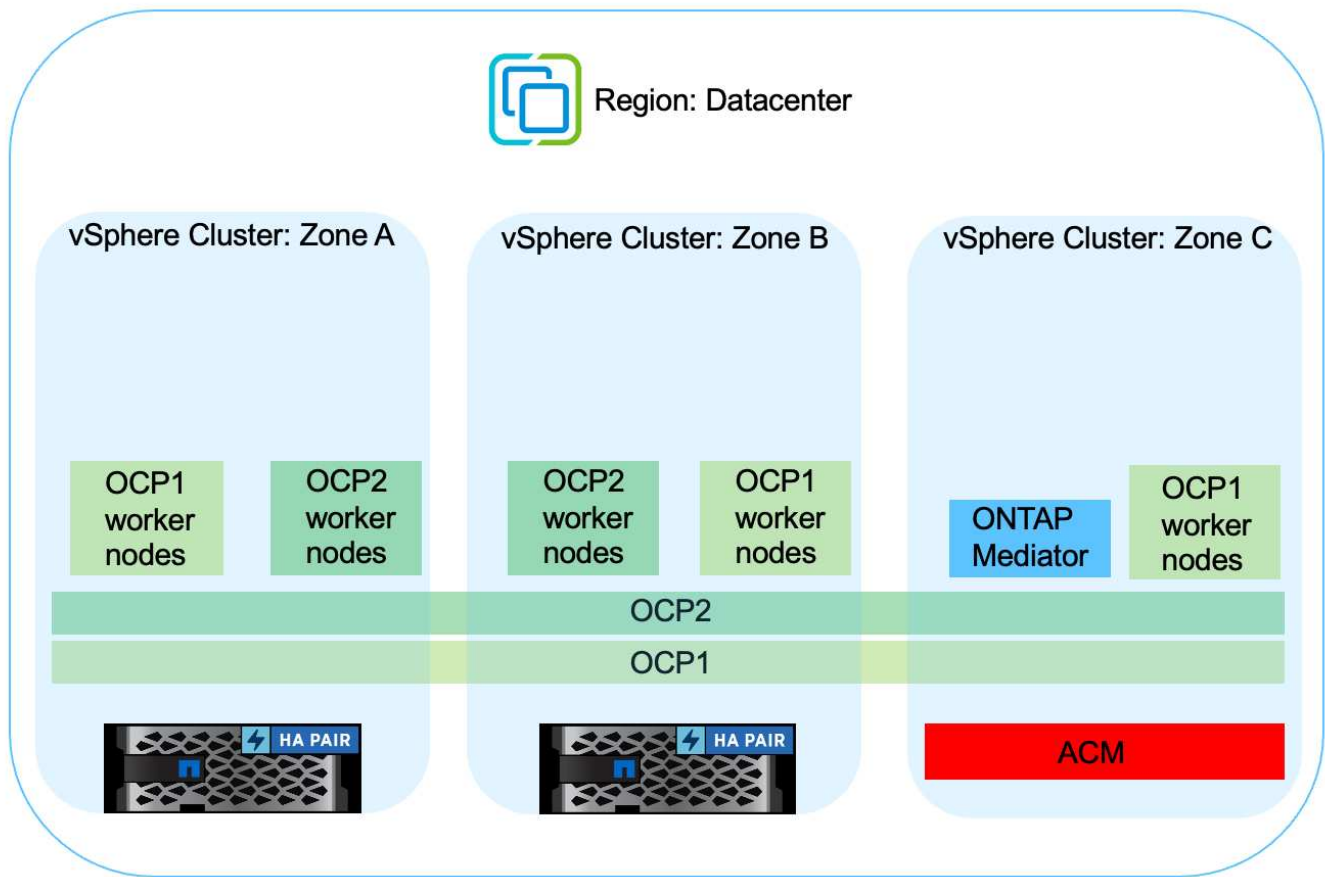 Region: Datacenter
vSphere Cluster: Zone A
OCP1
worker
nodes
OCP2
worker
nodes
vSphere Cluster: Zone B
OCP2
worker
nodes
OCP1
worker
nodes
vSphere Cluster: Zone C
ONTAP
Mediator
OCP1
worker
nodes
OCP2
OCP1
HA PAIR
HA PAIR
ACM